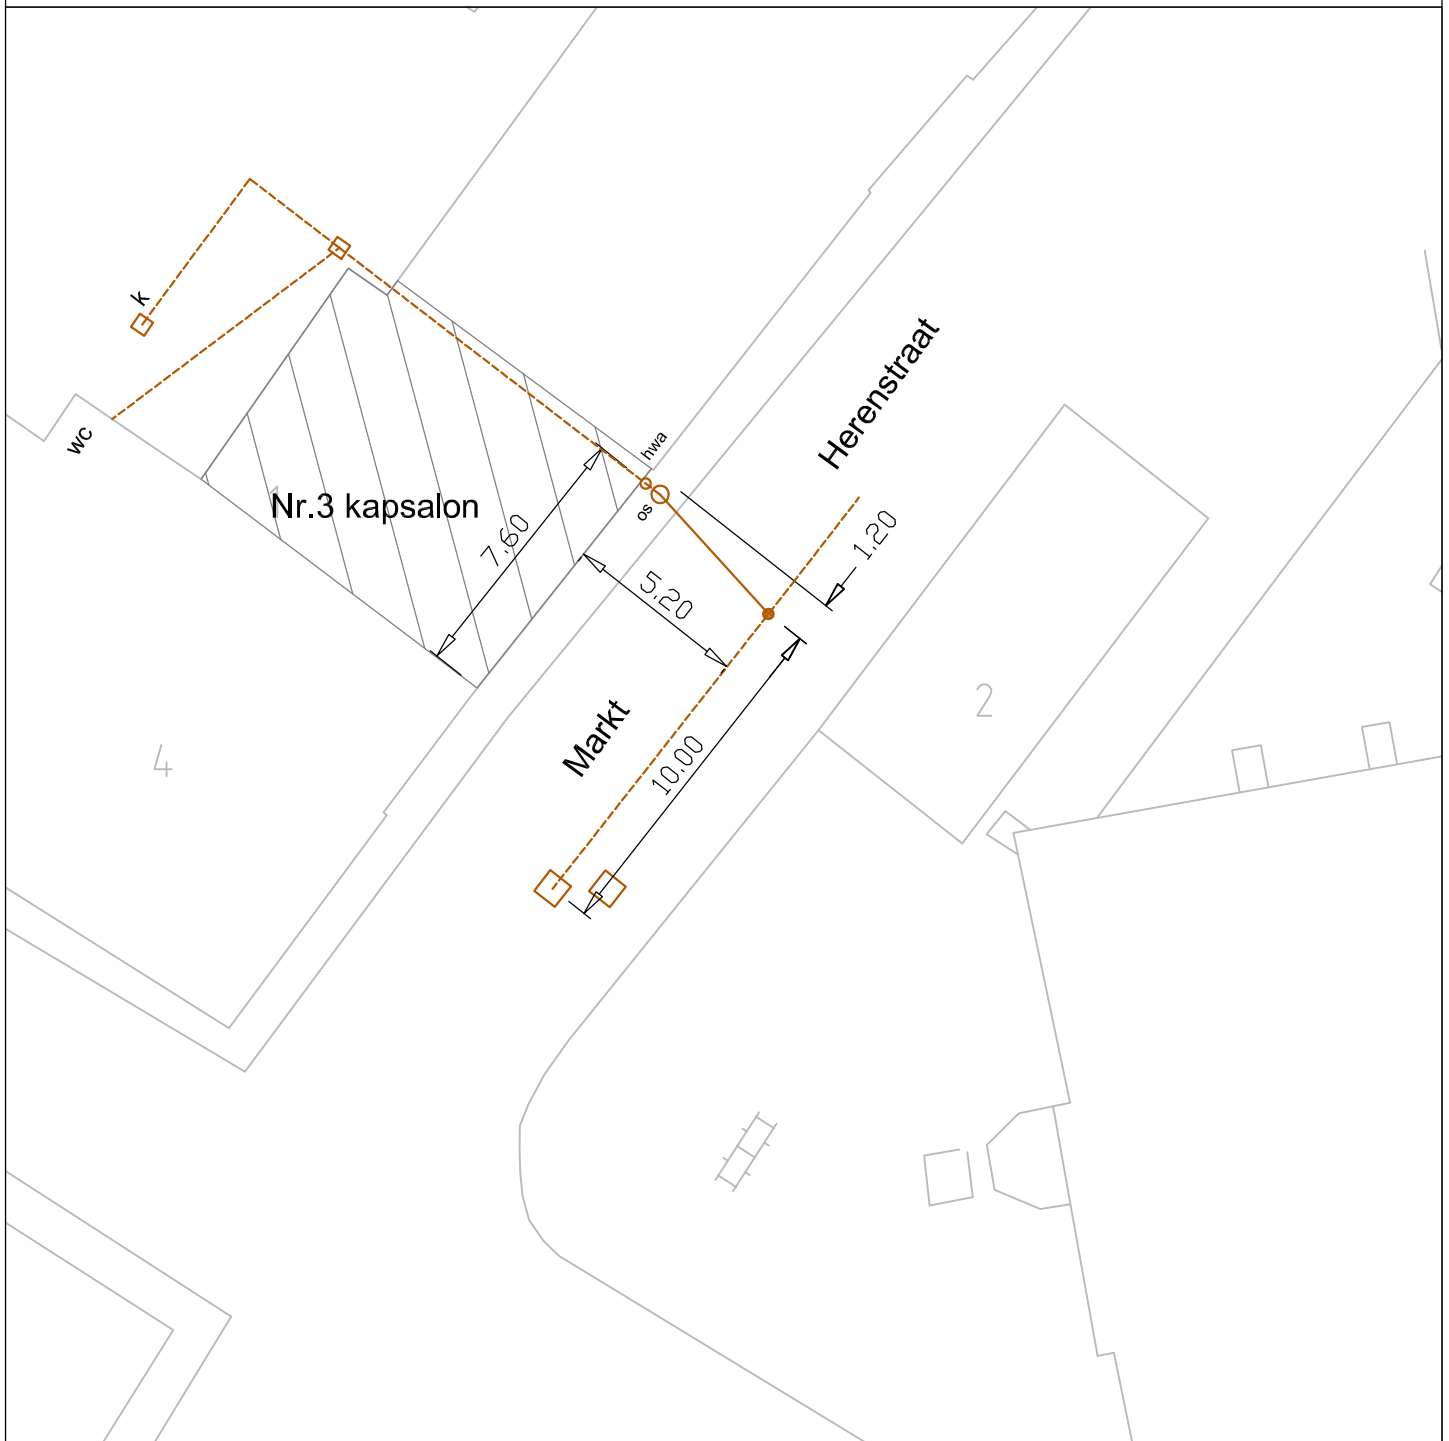 k
wc
hwa
os
Herenstraat
Nr.3 kapsalon
7,60
5,20
1,20
Markt
10,00
2
4